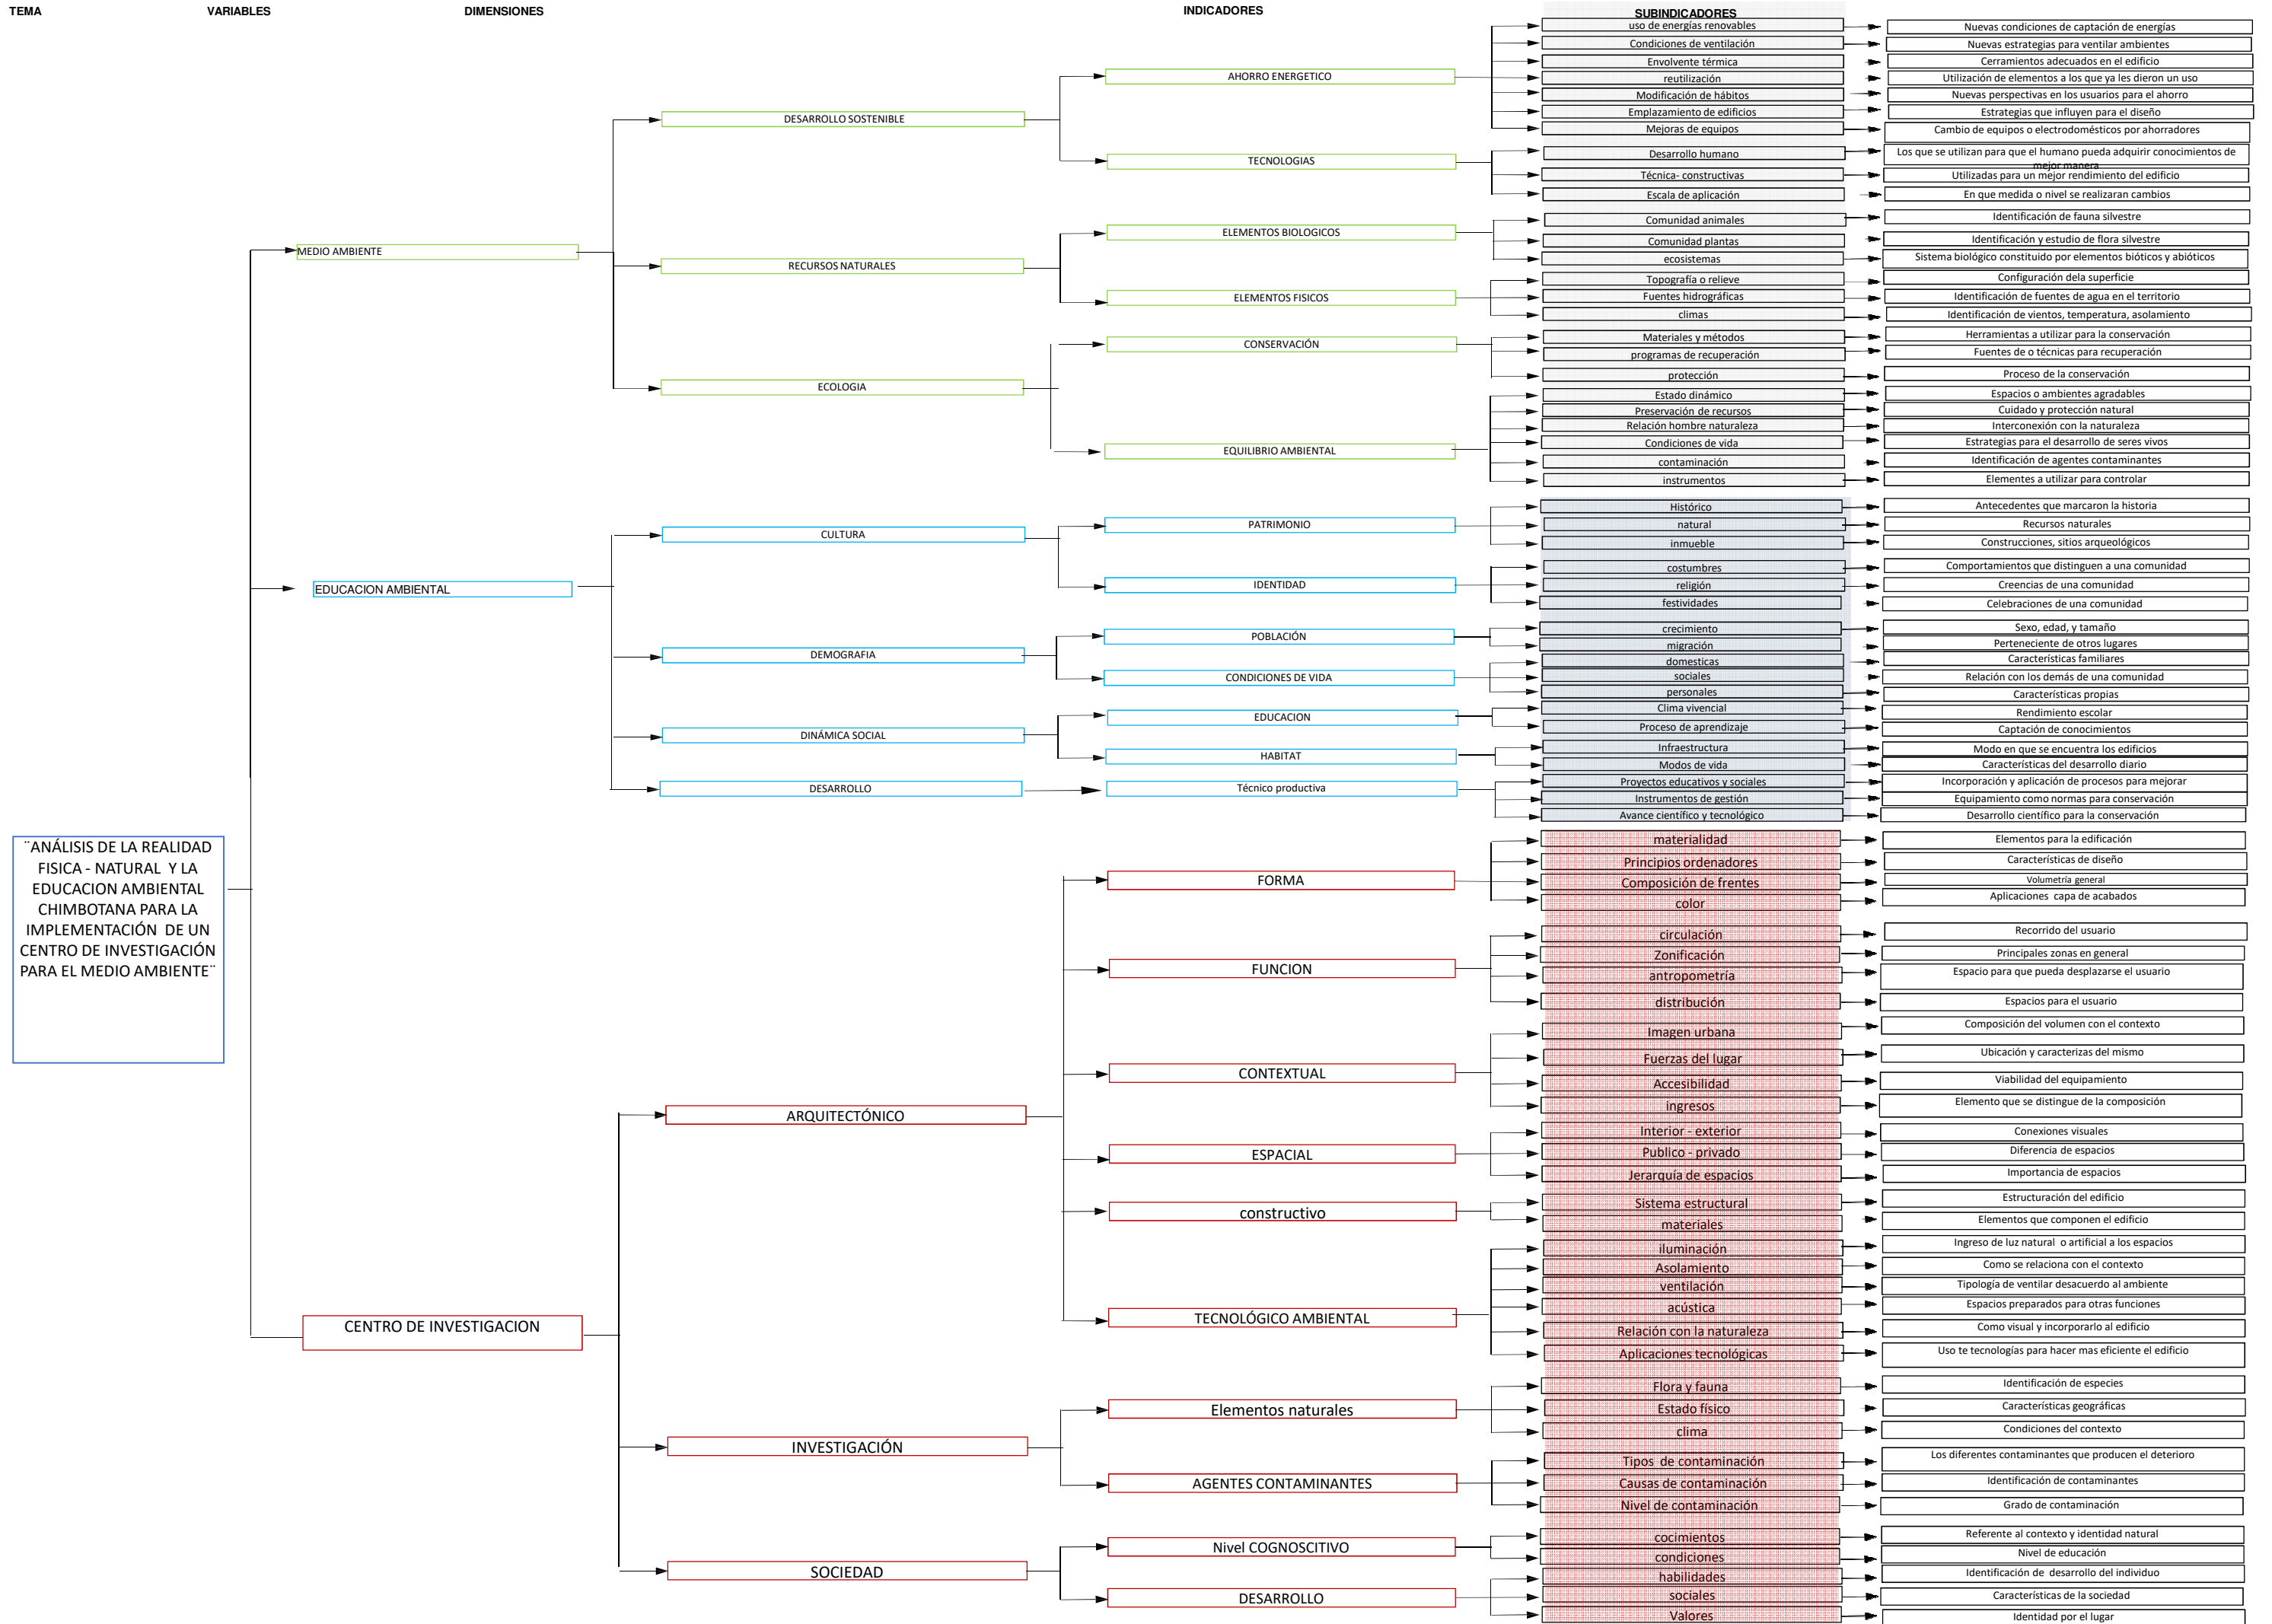 TEMA
VARIABLES
DIMENSIONES
INDICADORES
SUBINDICADORES
¨ANÁLISIS DE LA REALIDAD
FISICA - NATURAL Y LA
EDUCACION AMBIENTAL
CHIMBOTANA PARA LA
IMPLEMENTACIÓN DE UN
CENTRO DE INVESTIGACIÓN
PARA EL MEDIO AMBIENTE¨
MEDIO AMBIENTE
DESARROLLO SOSTENIBLE
AHORRO ENERGETICO
uso de energías renovables
Nuevas condiciones de captación de energías
Condiciones de ventilación
Nuevas estrategias para ventilar ambientes
Envolvente térmica
Cerramientos adecuados en el edificio
reutilización
Utilización de elementos a los que ya les dieron un uso
Modificación de hábitos
Nuevas perspectivas en los usuarios para el ahorro
Emplazamiento de edificios
Estrategias que influyen para el diseño
Mejoras de equipos
Cambio de equipos o electrodomésticos por ahorradores
TECNOLOGIAS
Desarrollo humano
Los que se utilizan para que el humano pueda adquirir conocimientos de
mejor manera
Técnica- constructivas
Utilizadas para un mejor rendimiento del edificio
Escala de aplicación
En que medida o nivel se realizaran cambios
RECURSOS NATURALES
ELEMENTOS BIOLOGICOS
Comunidad animales
Identificación de fauna silvestre
Comunidad plantas
Identificación y estudio de flora silvestre
ecosistemas
Sistema biológico constituido por elementos bióticos y abióticos
ELEMENTOS FISICOS
Topografía o relieve
Configuración dela superficie
Fuentes hidrográficas
Identificación de fuentes de agua en el territorio
climas
Identificación de vientos, temperatura, asolamiento
ECOLOGIA
CONSERVACIÓN
Materiales y métodos
Herramientas a utilizar para la conservación
programas de recuperación
Fuentes de o técnicas para recuperación
protección
Proceso de la conservación
EQUILIBRIO AMBIENTAL
Estado dinámico
Espacios o ambientes agradables
Preservación de recursos
Cuidado y protección natural
Relación hombre naturaleza
Interconexión con la naturaleza
Condiciones de vida
Estrategias para el desarrollo de seres vivos
contaminación
Identificación de agentes contaminantes
instrumentos
Elementes a utilizar para controlar
EDUCACION AMBIENTAL
CULTURA
PATRIMONIO
Histórico
Antecedentes que marcaron la historia
natural
Recursos naturales
inmueble
Construcciones, sitios arqueológicos
IDENTIDAD
costumbres
Comportamientos que distinguen a una comunidad
religión
Creencias de una comunidad
festividades
Celebraciones de una comunidad
DEMOGRAFIA
POBLACIÓN
crecimiento
Sexo, edad, y tamaño
migración
Perteneciente de otros lugares
CONDICIONES DE VIDA
domesticas
Características familiares
sociales
Relación con los demás de una comunidad
personales
Características propias
DINÁMICA SOCIAL
EDUCACION
Clima vivencial
Rendimiento escolar
Proceso de aprendizaje
Captación de conocimientos
HABITAT
Infraestructura
Modo en que se encuentra los edificios
Modos de vida
Características del desarrollo diario
DESARROLLO
Técnico productiva
Proyectos educativos y sociales
Incorporación y aplicación de procesos para mejorar
Instrumentos de gestión
Equipamiento como normas para conservación
Avance científico y tecnológico
Desarrollo científico para la conservación
CENTRO DE INVESTIGACION
ARQUITECTÓNICO
FORMA
materialidad
Elementos para la edificación
Principios ordenadores
Características de diseño
Composición de frentes
Volumetría general
color
Aplicaciones capa de acabados
FUNCION
circulación
Recorrido del usuario
Zonificación
Principales zonas en general
antropometría
Espacio para que pueda desplazarse el usuario
distribución
Espacios para el usuario
CONTEXTUAL
Imagen urbana
Composición del volumen con el contexto
Fuerzas del lugar
Ubicación y caracterizas del mismo
Accesibilidad
Viabilidad del equipamiento
ingresos
Elemento que se distingue de la composición
ESPACIAL
Interior - exterior
Conexiones visuales
Publico - privado
Diferencia de espacios
Jerarquía de espacios
Importancia de espacios
constructivo
Sistema estructural
Estructuración del edificio
materiales
Elementos que componen el edificio
TECNOLÓGICO AMBIENTAL
iluminación
Ingreso de luz natural o artificial a los espacios
Asolamiento
Como se relaciona con el contexto
ventilación
Tipología de ventilar desacuerdo al ambiente
acústica
Espacios preparados para otras funciones
Relación con la naturaleza
Como visual y incorporarlo al edificio
Aplicaciones tecnológicas
Uso te tecnologías para hacer mas eficiente el edificio
INVESTIGACIÓN
Elementos naturales
Flora y fauna
Identificación de especies
Estado físico
Características geográficas
clima
Condiciones del contexto
AGENTES CONTAMINANTES
Tipos de contaminación
Los diferentes contaminantes que producen el deterioro
Causas de contaminación
Identificación de contaminantes
Nivel de contaminación
Grado de contaminación
SOCIEDAD
Nivel COGNOSCITIVO
cocimientos
Referente al contexto y identidad natural
condiciones
Nivel de educación
DESARROLLO
habilidades
Identificación de desarrollo del individuo
sociales
Características de la sociedad
Valores
Identidad por el lugar